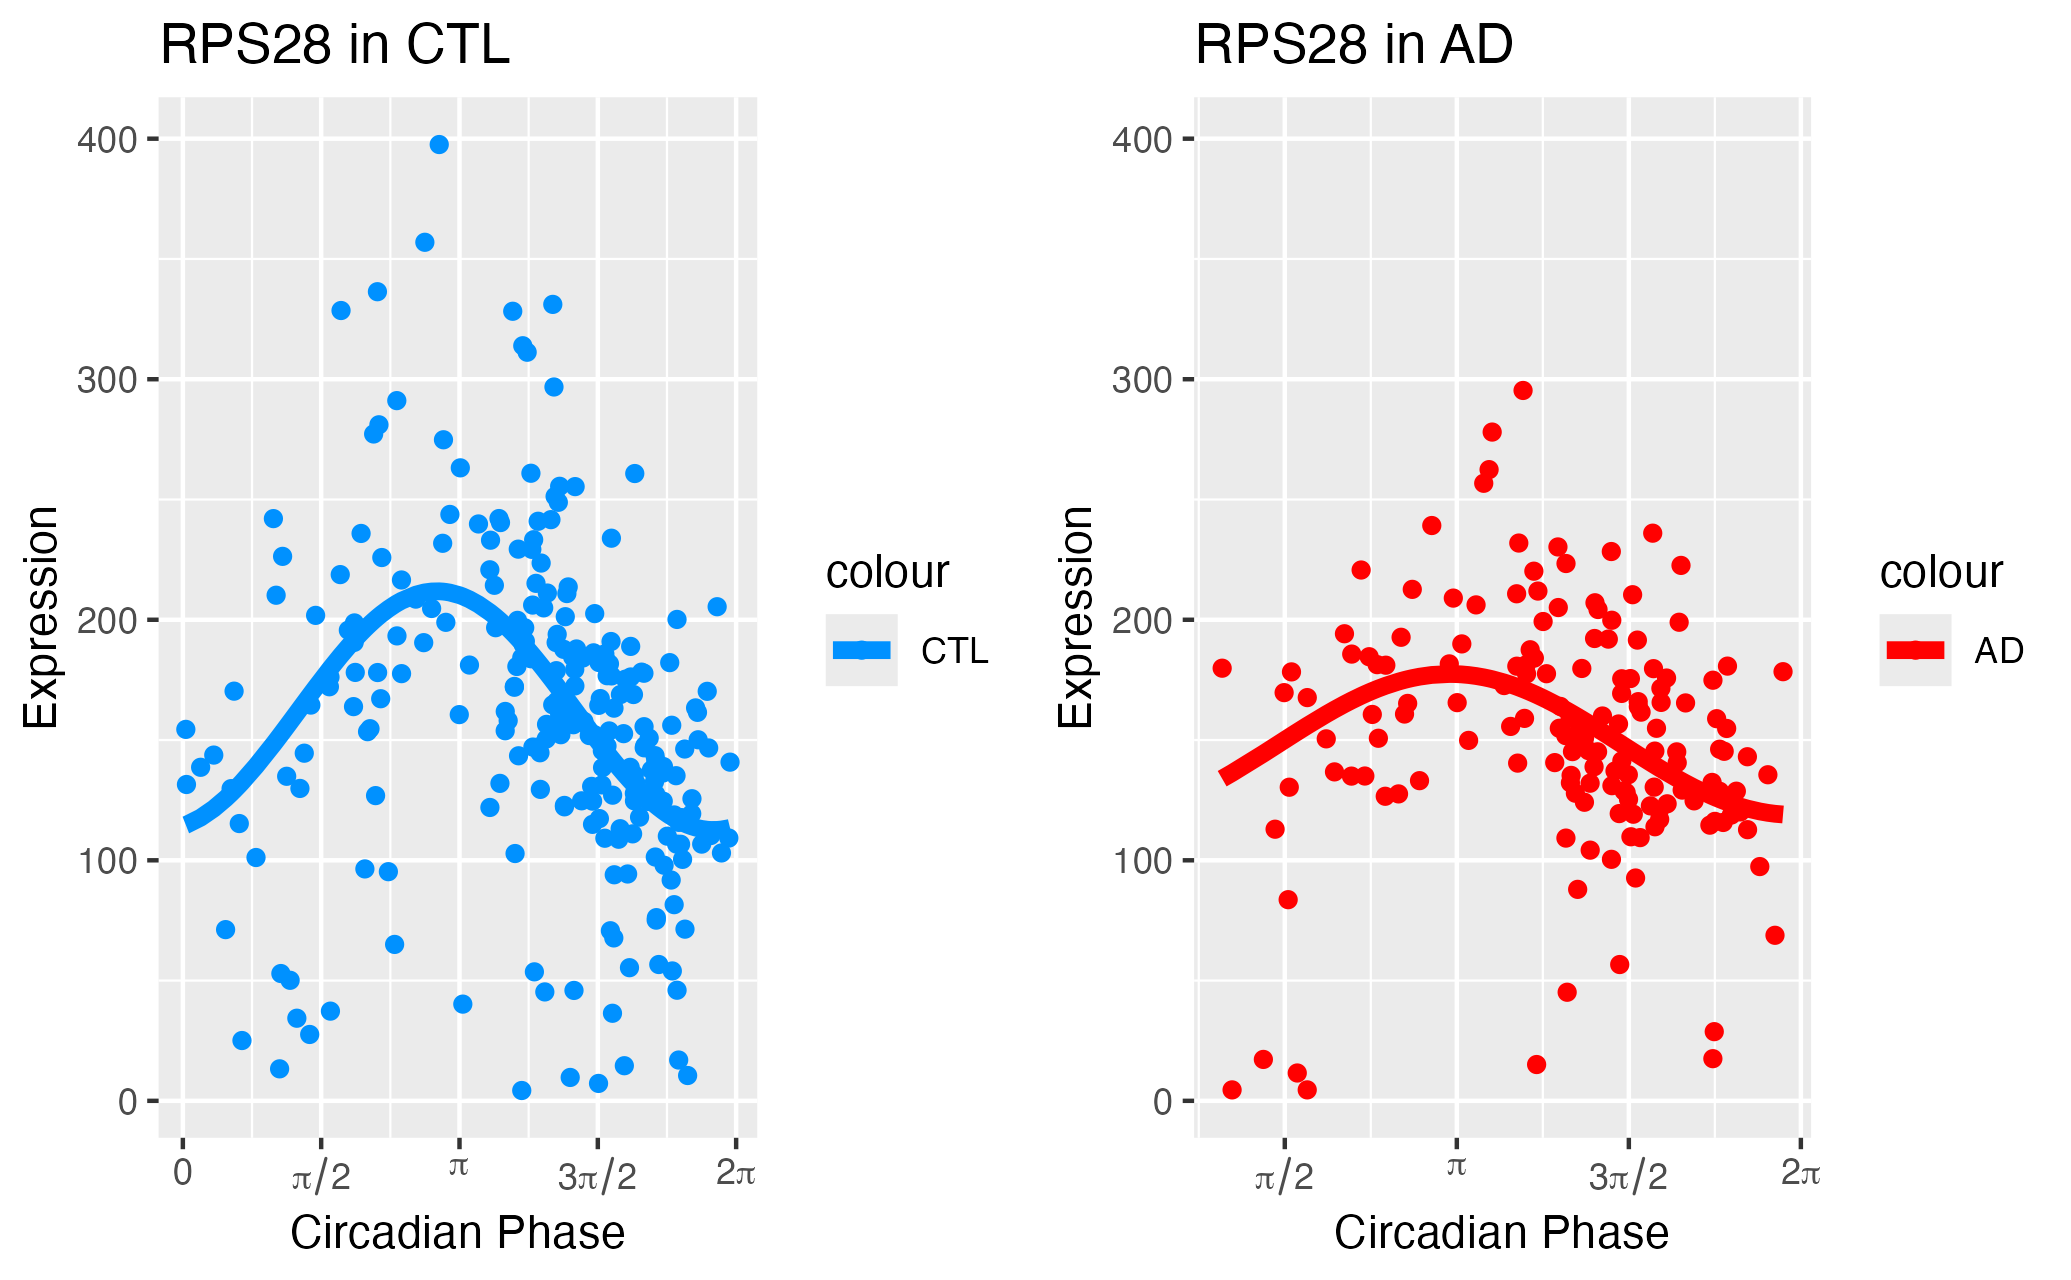 RPS28 in CTL
400
300
200
100
0
Expression
0
π/2
π
3π/2
2π
Circadian Phase
colour
CTL
RPS28 in AD
400
300
200
100
0
Expression
π/2
π
3π/2
2π
Circadian Phase
colour
AD